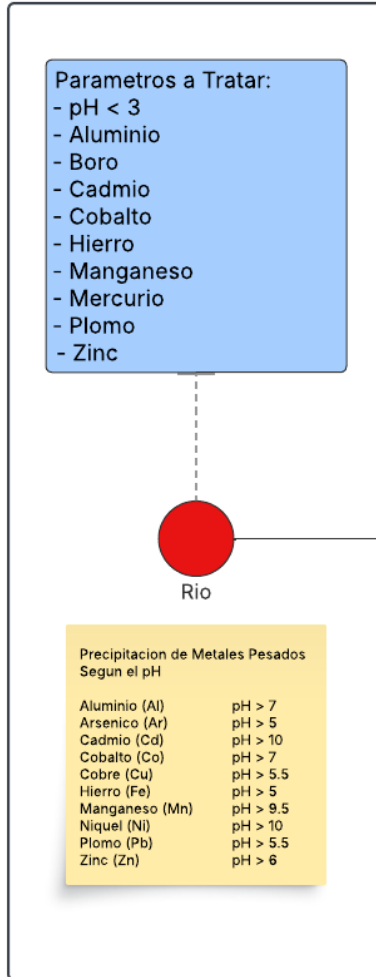 Parametros a Tratar:
- pH < 3
- Aluminio
- Boro
- Cadmio
- Cobalto
- Hierro
- Manganeso
- Mercurio
- Plomo
- Zinc
Rio
Precipitacion de Metales Pesados
Segun el pH
Aluminio (Al) pH > 7
Arsenico (Ar) pH > 5
Cadmio (Cd) pH > 10
Cobalto (Co) pH > 7
Cobre (Cu) pH > 5.5
Hierro (Fe) pH > 5
Manganeso (Mn) pH > 9.5
Niquel (Ni) pH > 10
Plomo (Pb) pH > 5.5
Zinc (Zn) pH > 6